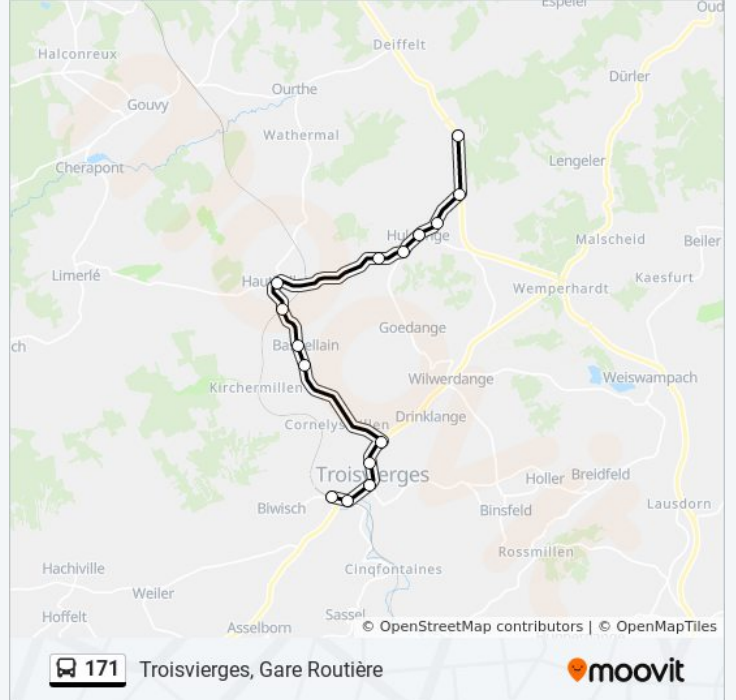 Espeler
Oud
Deiffelt
Halconreux
Dürler
Ourthe
Gouvy
Wathermal
Lengeler
Cherapont
Malscheid
Beiler
Limerlé
Kaesfurt
Wemperhardt
Goedange
ch
Wilwerdange
Weiswampach
Kirchermillen
Drinklange
Troisvierges
Holler
Breidfeld
Biwisch
Binsfeld
Lausdorn
Rossmillen
Hachiville
Cinqfontaines
Weiler
Hoffelt
Sassel
Asselborn
© OpenStreetMap contributors | © OpenMapTiles
171
Troisvierges, Gare Routière
moovit